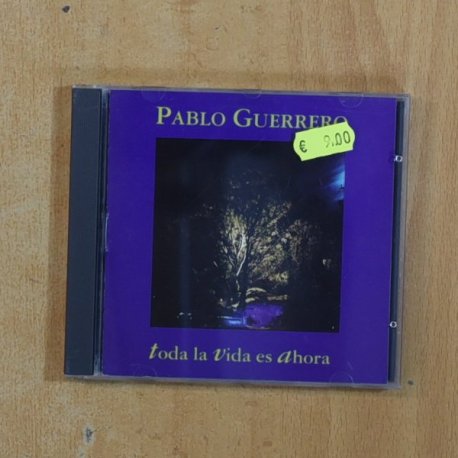 PABLO GUERRERO
€ 9.00
toda la vida es ahora